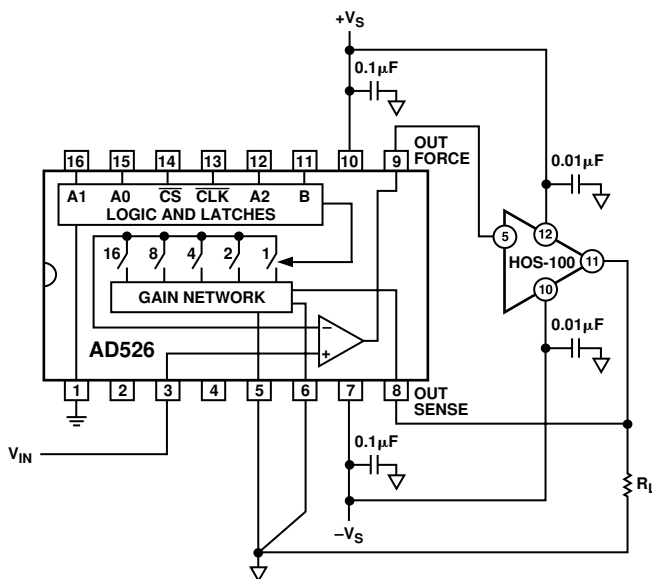 +VS
0.1µF
16 15 14 13 12 11 10 9
OUT
FORCE
0.01µF
A1 A0 CS CLK A2 B
LOGIC AND LATCHES
5 12
HOS-100 11
16 8 4 2 1
10
GAIN NETWORK
–
0.01µF
AD526
+
1 2 3 4 5 6 7 8
OUT
SENSE
0.1µF
VIN
RL
–VS